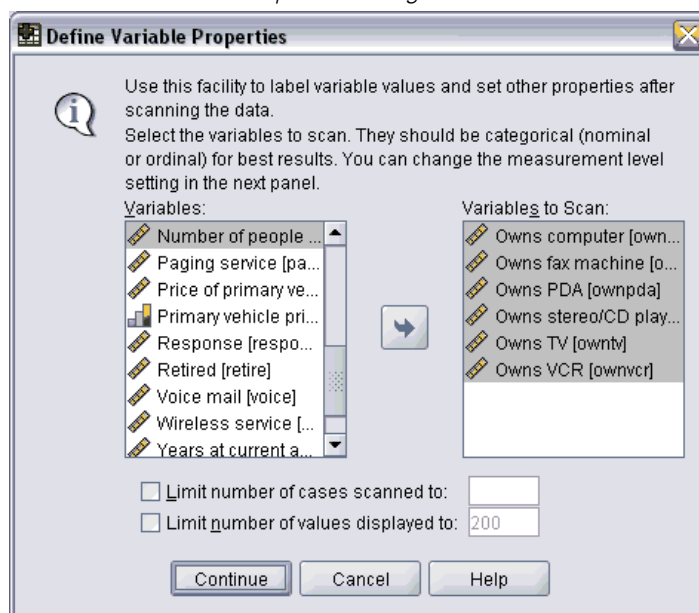 Define Variable Properties
Use this facility to label variable values and set other properties after
scanning the data.
Select the variables to scan. They should be categorical (nominal
or ordinal) for best results. You can change the measurement level
setting in the next panel.
Variables:
Number of people ...
Paging service [pa...
Price of primary ve...
Primary vehicle pri...
Response [respo...
Retired [retire]
Voice mail [voice]
Wireless service [...
Years at current a...
Variables to Scan:
Owns computer [own...
Owns fax machine [o...
Owns PDA [ownpda]
Owns stereo/CD play...
Owns TV [owntv]
Owns VCR [ownvcr]
Limit number of cases scanned to:
Limit number of values displayed to: 200
Continue Cancel Help